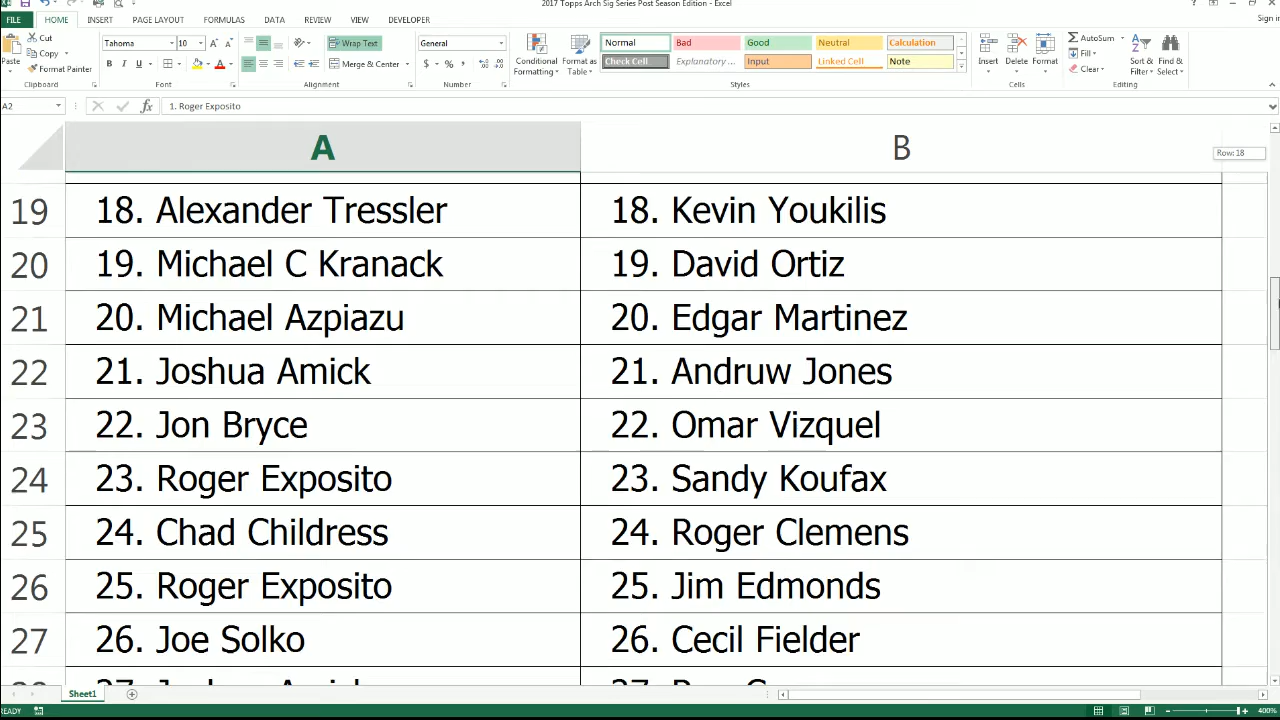 2017 Topps Arch Sig Series Post Season Edition - Excel
FILE HOME INSERT PAGE LAYOUT FORMULAS DATA REVIEW VIEW DEVELOPER Sign in
Cut
Copy
Format Painter
Paste
Clipboard
Tahoma 10
B I U
Font
Wrap Text
Merge & Center
Alignment
General
$ % ,
Number
Conditional Formatting
Format as Table
Normal Bad Good Neutral Calculation
Check Cell Explanatory ... Input Linked Cell Note
Styles
Insert Delete Format
Cells
AutoSum
Fill
Clear
Sort & Filter
Find & Select
Editing
A2 fx 1. Roger Exposito
A B
Row: 18
19 18. Alexander Tressler 18. Kevin Youkilis
20 19. Michael C Kranack 19. David Ortiz
21 20. Michael Azpiazu 20. Edgar Martinez
22 21. Joshua Amick 21. Andruw Jones
23 22. Jon Bryce 22. Omar Vizquel
24 23. Roger Exposito 23. Sandy Koufax
25 24. Chad Childress 24. Roger Clemens
26 25. Roger Exposito 25. Jim Edmonds
27 26. Joe Solko 26. Cecil Fielder
Sheet1
READY 400%